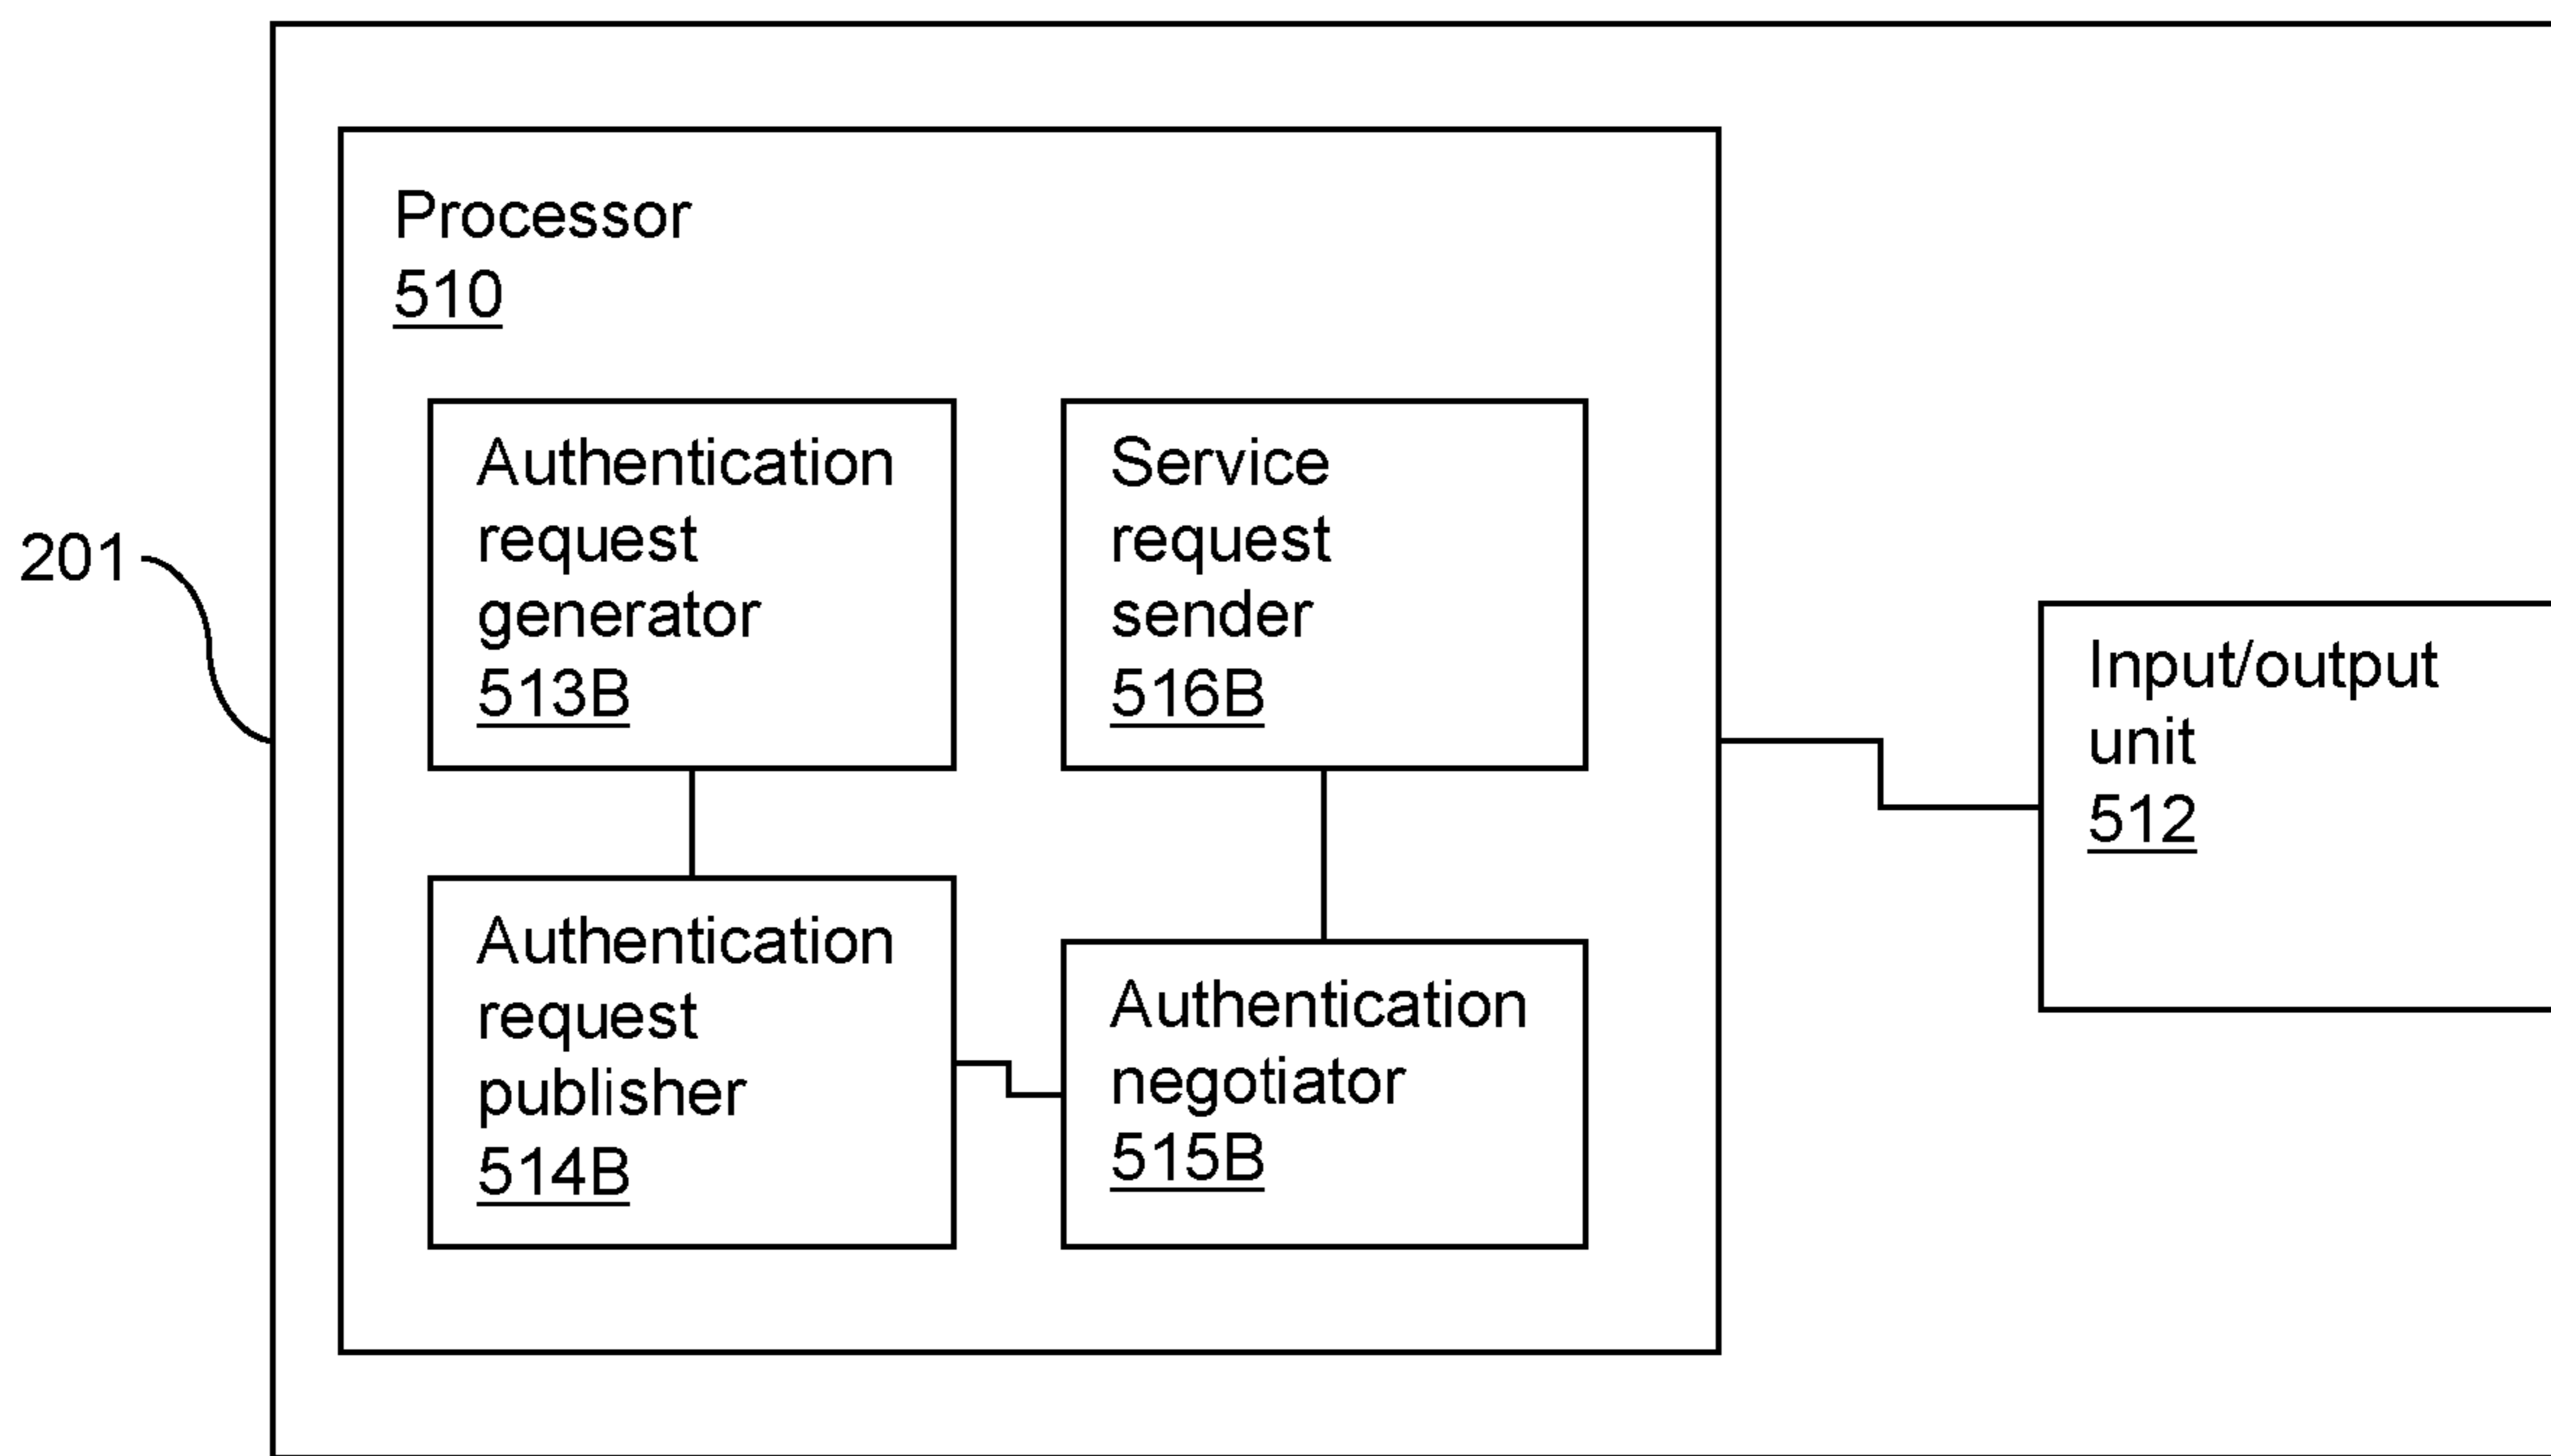 Processor
510
Authentication
request
generator
513B
Service
request
sender
516B
201
Input/output
unit
512
Authentication
request
publisher
514B
Authentication
negotiator
515B